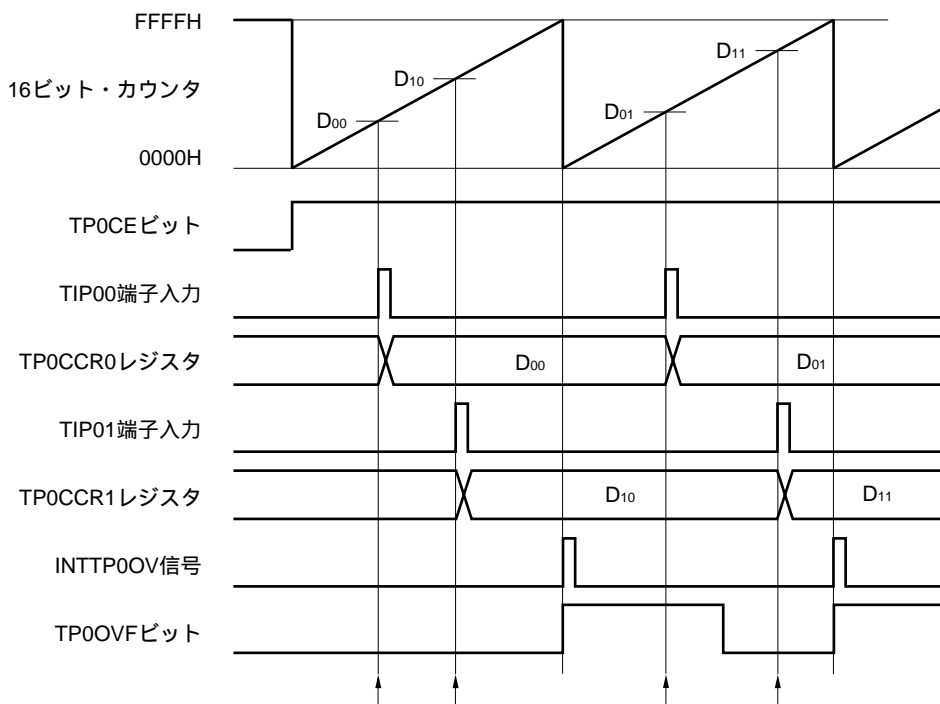 FFFFH
D11
D10
16ビット・カウンタ
D00
D01
0000H
TP0CEビット
TIP00端子入力
TP0CCR0レジスタ
D00
D01
TIP01端子入力
TP0CCR1レジスタ
D10
D11
INTTP0OV信号
TP0OVFビット